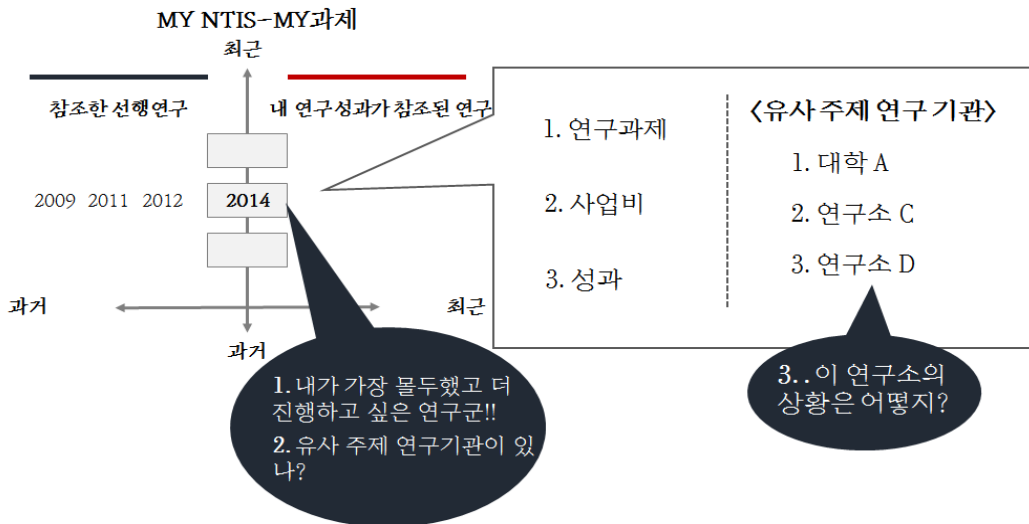 MY NTIS-MY과제
최근
참조한 선행연구
내 연구성과가 참조된 연구
2009 2011 2012
2014
과거
최근
과거
1. 연구과제
2. 사업비
3. 성과
<유사 주제 연구 기관>
1. 대학 A
2. 연구소 C
3. 연구소 D
1. 내가 가장 몰두했고 더
진행하고 싶은 연구군!!
2. 유사 주제 연구기관이 있
나?
3.. 이 연구소의
상황은 어떨지?